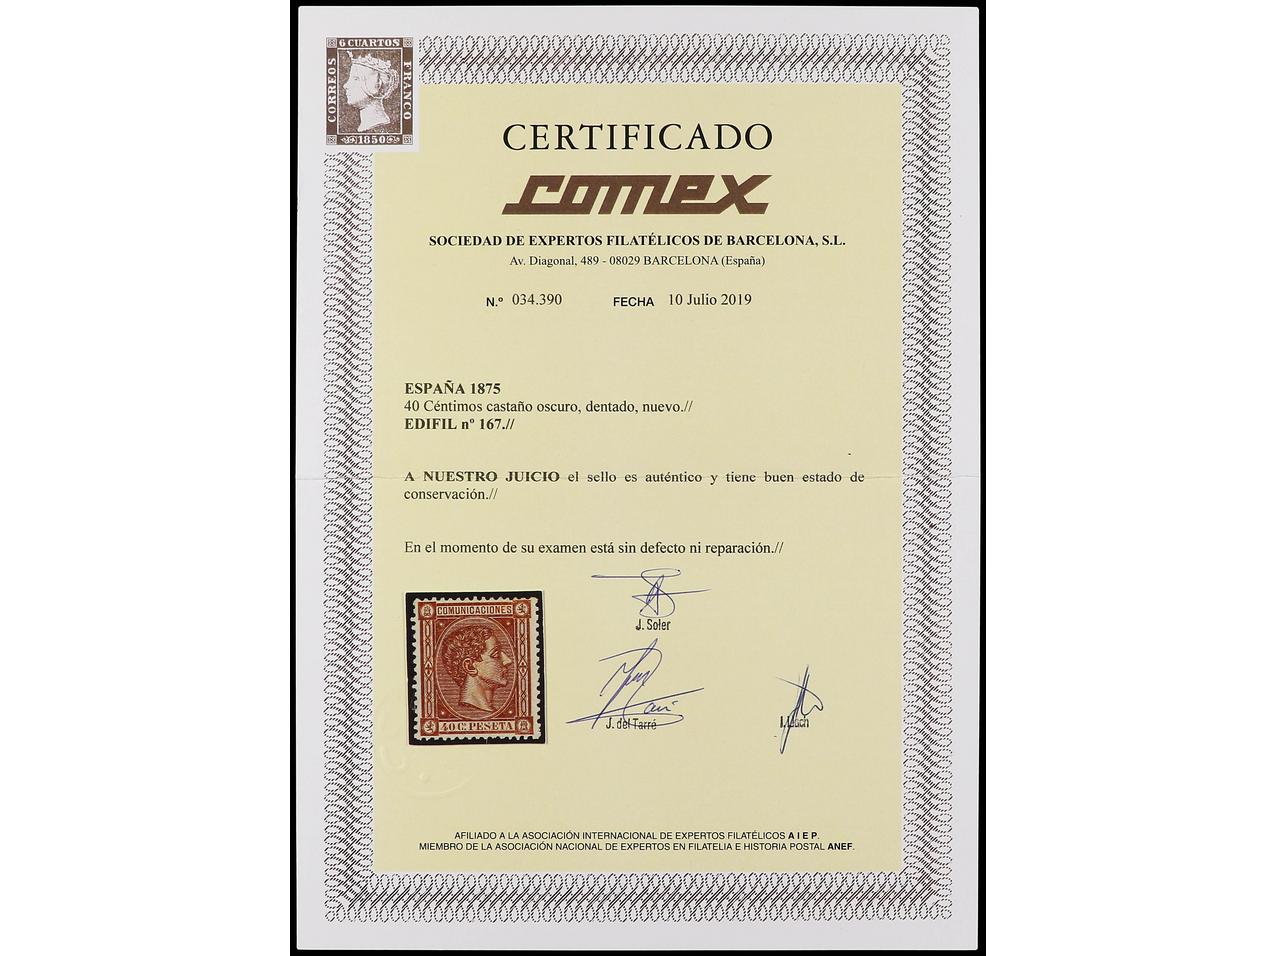 6 CUARTOS
CORREOS
FRANCO
1850
CERTIFICADO
comex
SOCIEDAD DE EXPERTOS FILATÉLICOS DE BARCELONA, S.L.
Av. Diagonal, 489 - 08029 BARCELONA (España)
N.º 034.390 FECHA 10 Julio 2019
ESPAÑA 1875
40 Céntimos castaño oscuro, dentado, nuevo.//
EDIFIL nº 167.//
A NUESTRO JUICIO el sello es auténtico y tiene buen estado de
conservación.//
En el momento de su examen está sin defecto ni reparación.//
COMUNICACIONES
40 Cs. PESETA
J. Soler
J. del Tarré
AFILIADO A LA ASOCIACIÓN INTERNACIONAL DE EXPERTOS FILATÉLICOS A I E P.
MIEMBRO DE LA ASOCIACIÓN NACIONAL DE EXPERTOS EN FILATELIA E HISTORIA POSTAL ANEF.